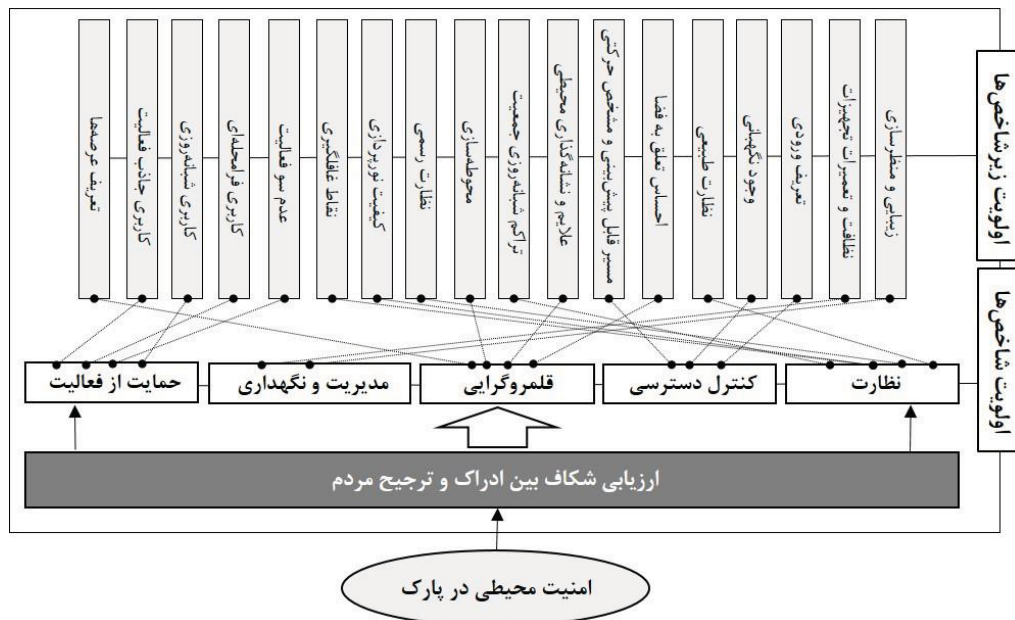 اولویت زیرشاخص‌ها
زیبایی و منظرسازی
نظافت و تعمیرات تجهیزات
تعریف ورودی
وجود نگهبانی
نظارت طبیعی
احساس تعلق به فضا
مسیر قابل پیش‌بینی و مشخص حرکتی
علایم و نشانه‌گذاری محیطی
تراکم شبانه‌روزی جمعیت
محوطه‌سازی
نظارت رسمی
کیفیت نورپردازی
نقاط غافلگیری
عدم سو فعالیت
کاربری فرامحله‌ای
کاربری شبانه‌روزی
کاربری جاذب فعالیت
تعریف عرصه‌ها
اولویت شاخص‌ها
نظارت
کنترل دسترسی
قلمروگرایی
مدیریت و نگهداری
حمایت از فعالیت
ارزیابی شکاف بین ادراک و ترجیح مردم
امنیت محیطی در پارک